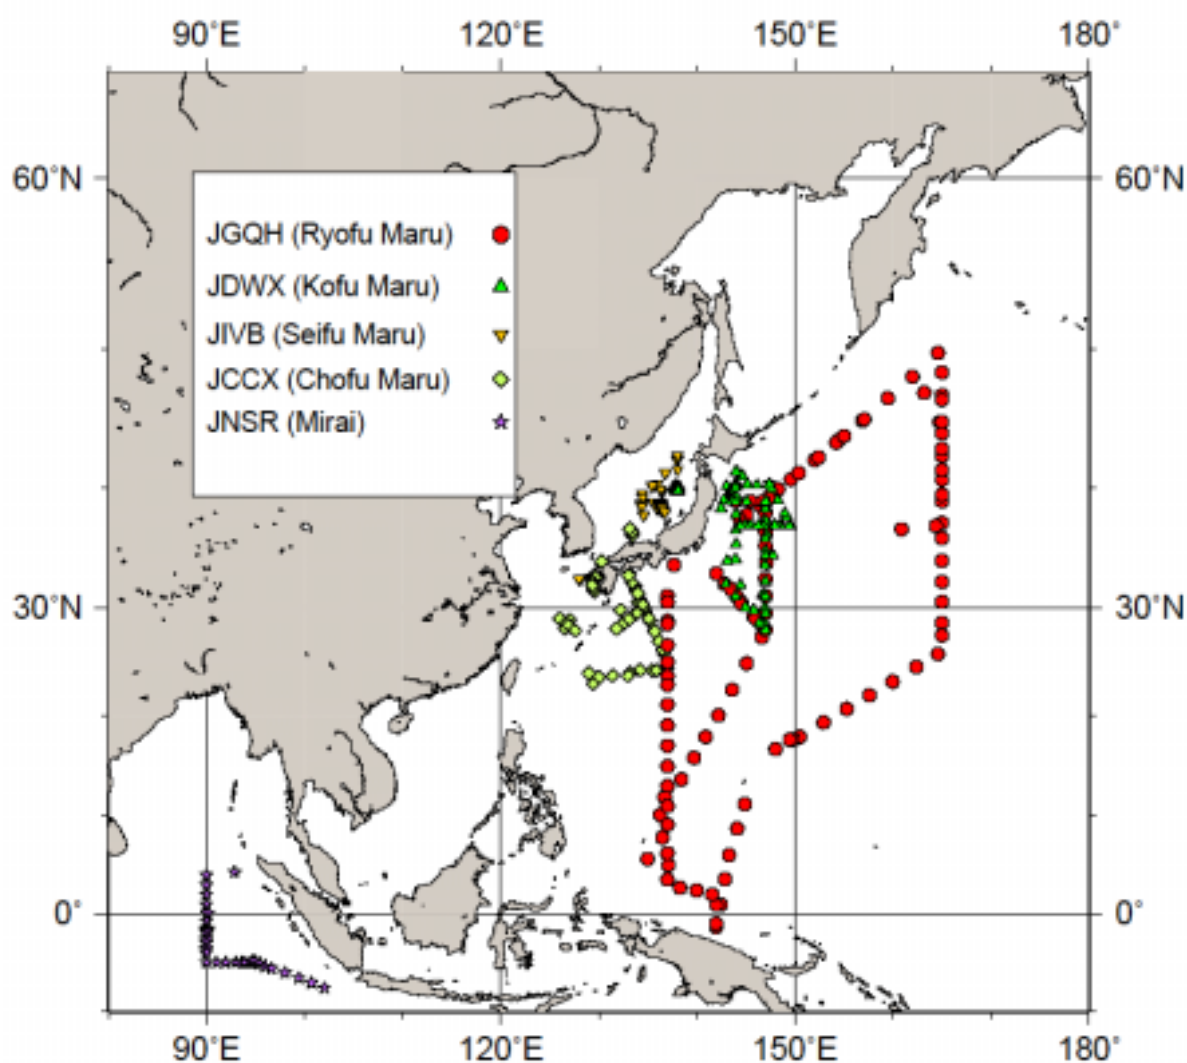 90°E 120°E 150°E 180°
60°N 60°N
JGQH (Ryofu Maru)
JDWX (Kofu Maru)
JIVB (Seifu Maru)
JCCX (Chofu Maru)
JNSR (Mirai)
30°N 30°N
0° 0°
90°E 120°E 150°E 180°